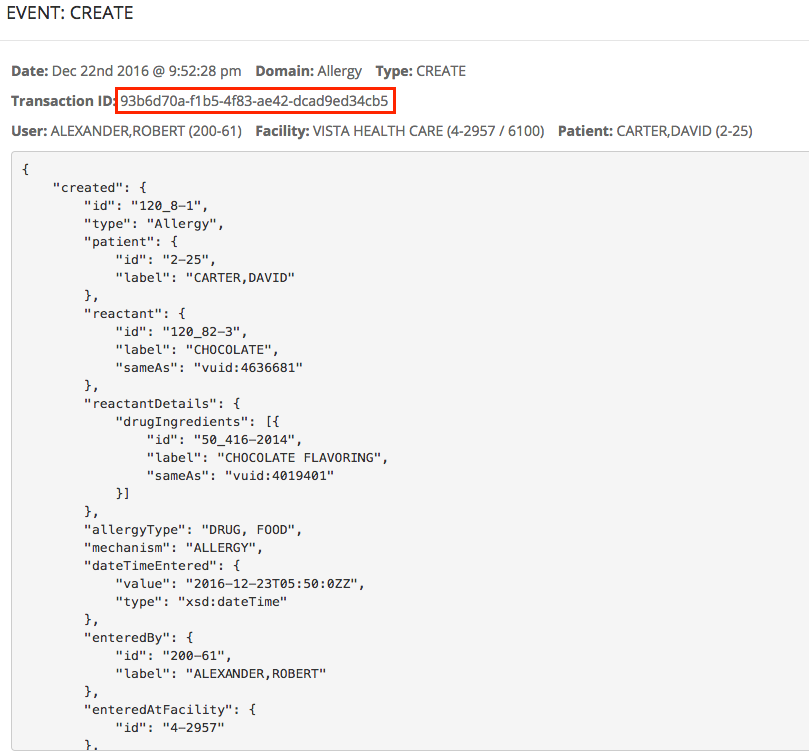 EVENT: CREATE
Date: Dec 22nd 2016 @ 9:52:28 pm Domain: Allergy Type: CREATE
Transaction ID: 93b6d70a-f1b5-4f83-ae42-dcad9ed34cb5
User: ALEXANDER,ROBERT (200-61) Facility: VISTA HEALTH CARE (4-2957 / 6100) Patient: CARTER,DAVID (2-25)
{
    "created": {
        "id": "120_8-1",
        "type": "Allergy",
        "patient": {
            "id": "2-25",
            "label": "CARTER,DAVID"
        },
        "reactant": {
            "id": "120_82-3",
            "label": "CHOCOLATE",
            "sameAs": "vuid:4636681"
        },
        "reactantDetails": {
            "drugIngredients": [{
                "id": "50_416-2014",
                "label": "CHOCOLATE FLAVORING",
                "sameAs": "vuid:4019401"
            }]
        },
        "allergyType": "DRUG, FOOD",
        "mechanism": "ALLERGY",
        "dateTimeEntered": {
            "value": "2016-12-23T05:50:0ZZ",
            "type": "xsd:dateTime"
        },
        "enteredBy": {
            "id": "200-61",
            "label": "ALEXANDER,ROBERT"
        },
        "enteredAtFacility": {
            "id": "4-2957"
        },